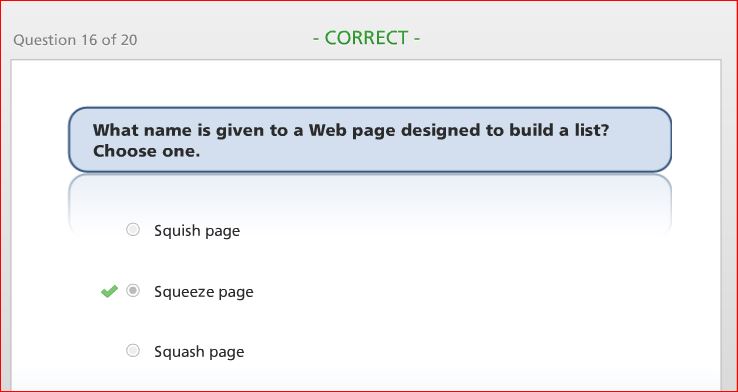 Question 16 of 20
- CORRECT -
What name is given to a Web page designed to build a list?
Choose one.
Squish page
Squeeze page
Squash page